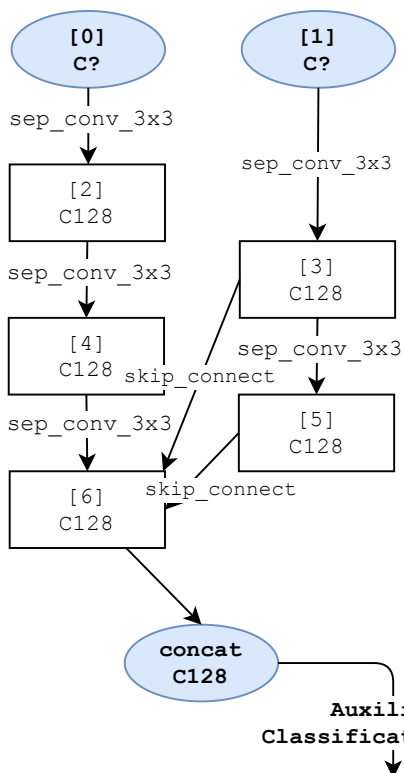 [0]
C?
[1]
C?
sep_conv_3x3
sep_conv_3x3
[2]
C128
[3]
C128
sep_conv_3x3
[4]
C128
sep_conv_3x3
skip_connect
[5]
C128
sep_conv_3x3
[6]
C128
skip_connect
concat
C128